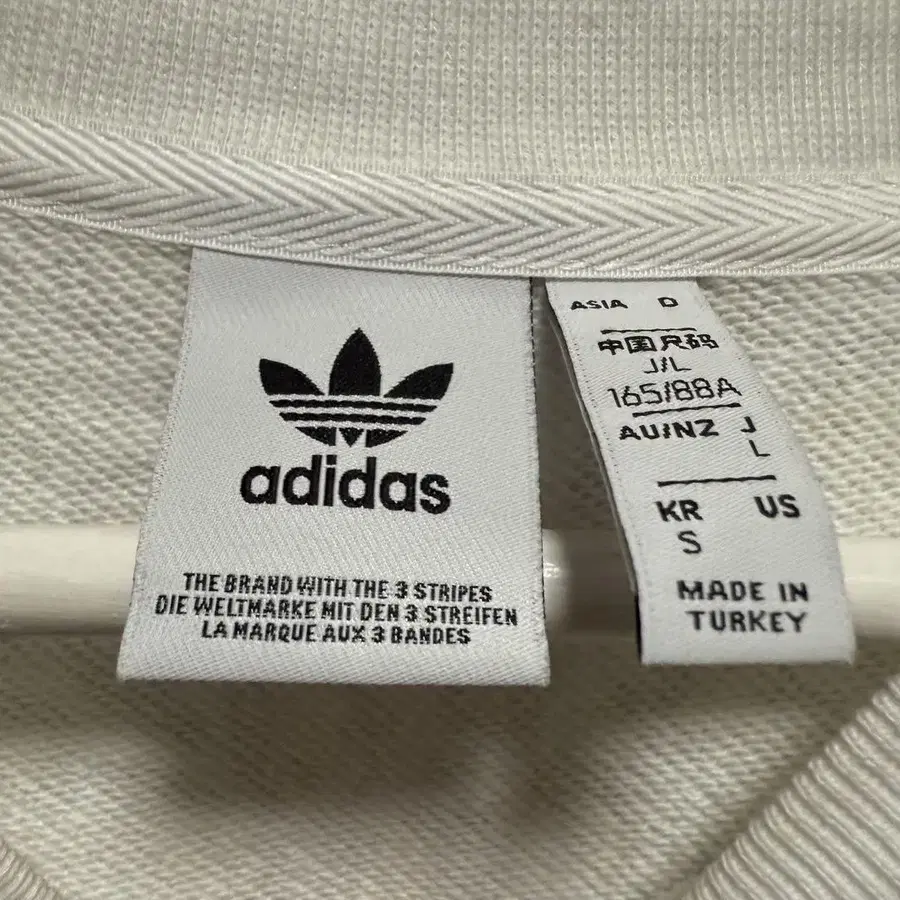 adidas
THE BRAND WITH THE 3 STRIPES
DIE WELTMARKE MIT DEN 3 STREIFEN
LA MARQUE AUX 3 BANDES
ASIA D
中国尺码
J/L
165/88A
AU/NZ J
L
KR US
S
MADE IN
TURKEY